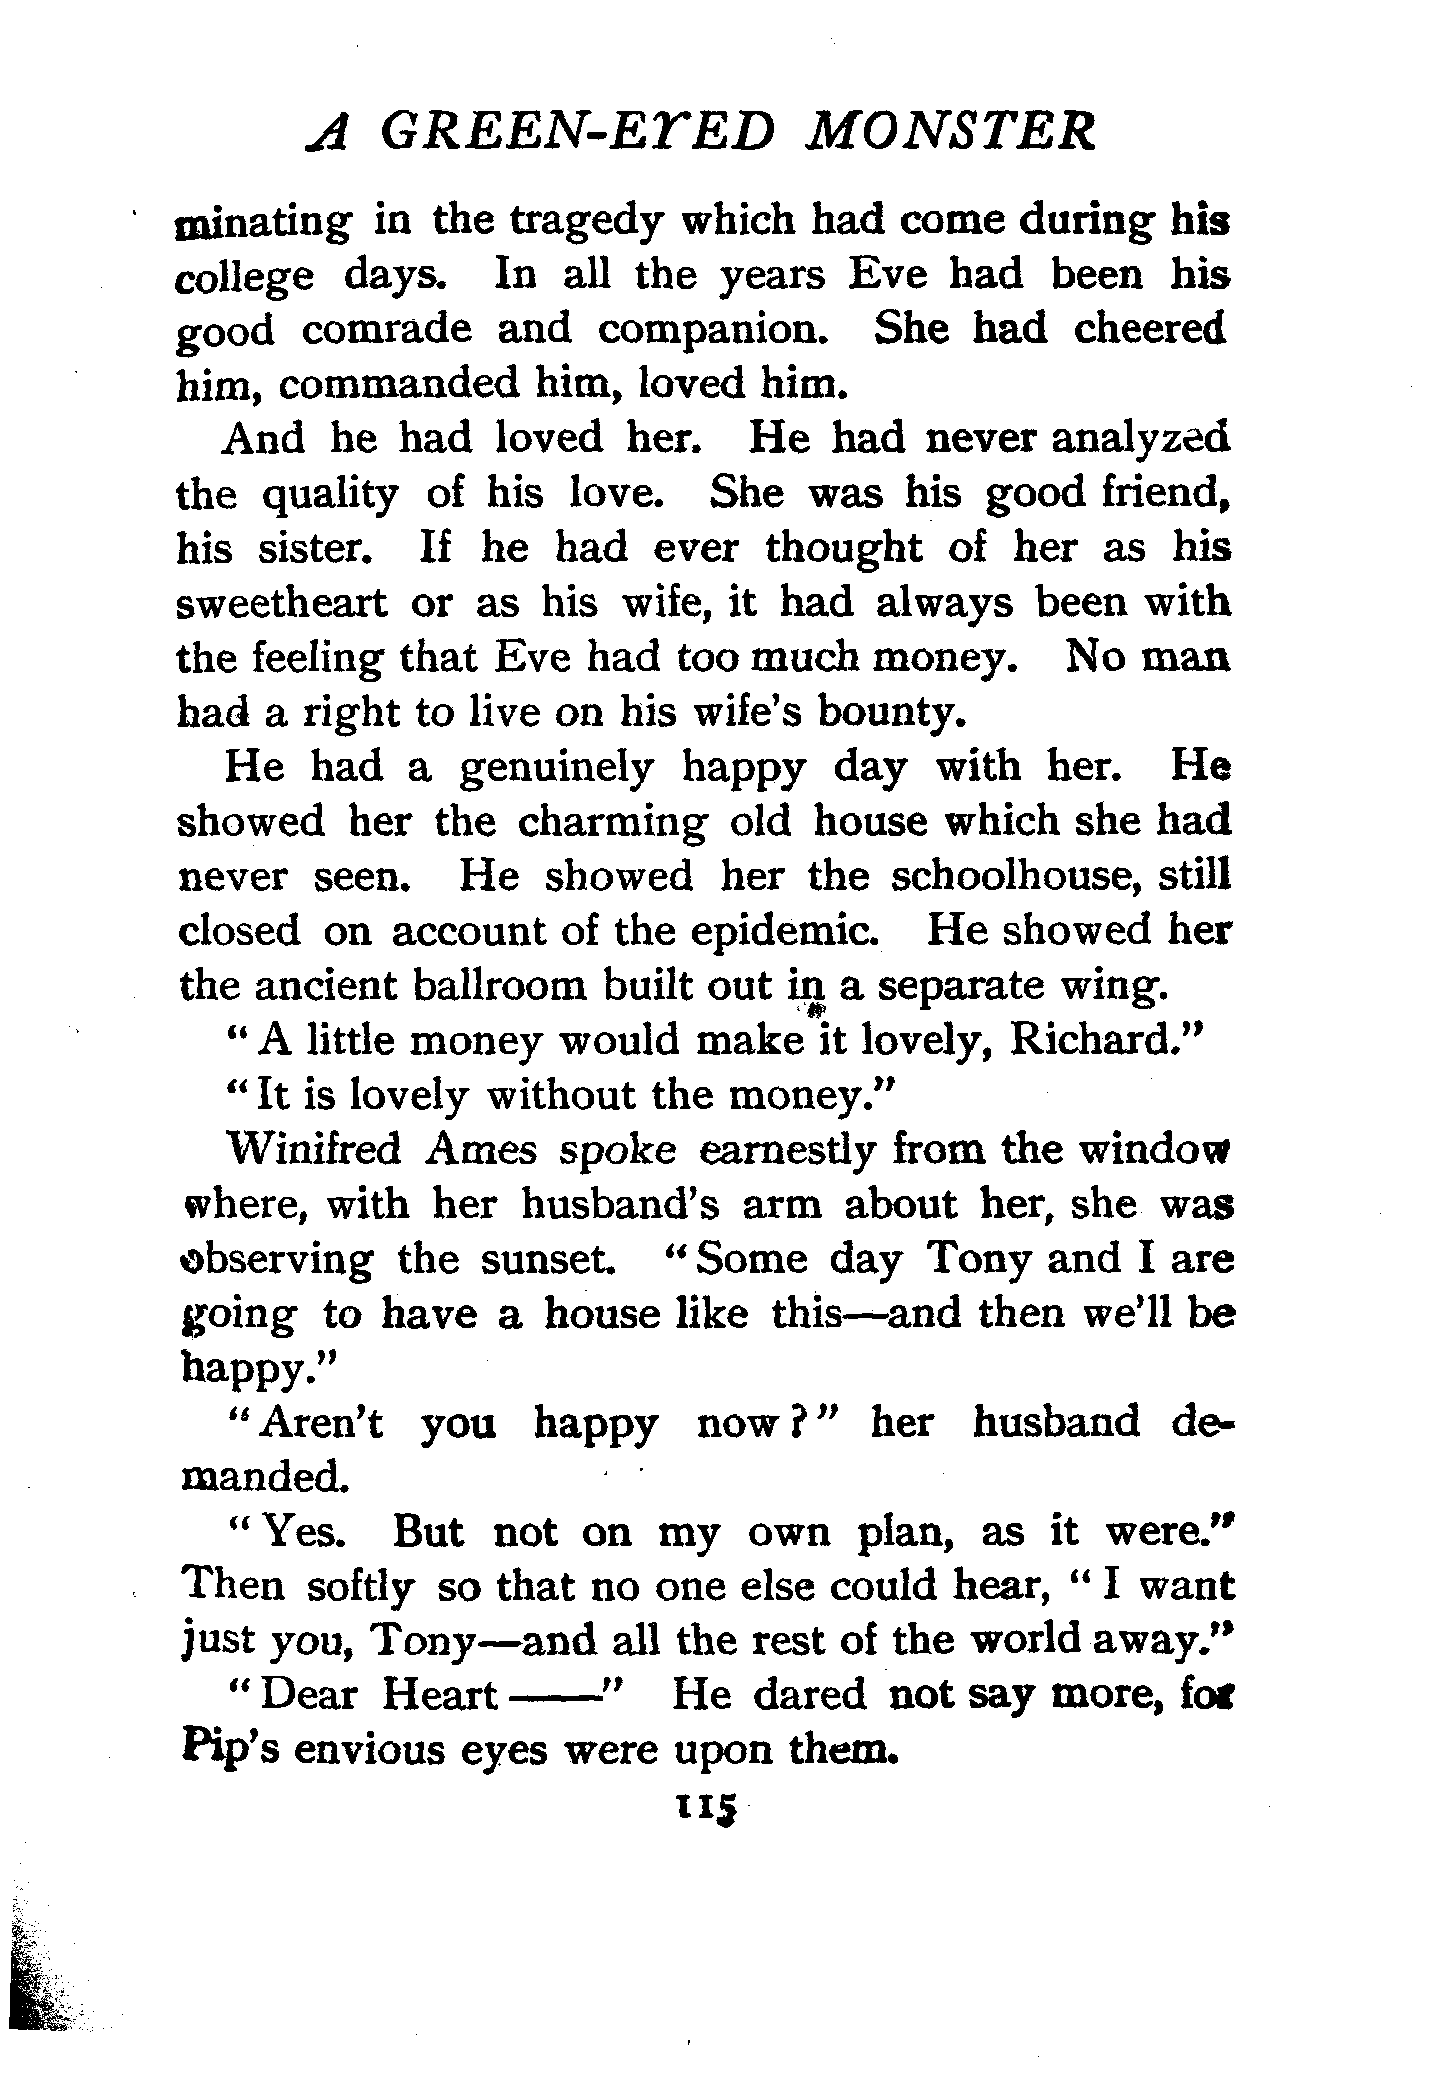 A GREEN-EYED MONSTER
minating in the tragedy which had come during his
college days. In all the years Eve had been his
good comrade and companion. She had cheered
him, commanded him, loved him.
And he had loved her. He had never analyzed
the quality of his love. She was his good friend,
his sister. If he had ever thought of her as his
sweetheart or as his wife, it had always been with
the feeling that Eve had too much money. No man
had a right to live on his wife's bounty.
He had a genuinely happy day with her. He
showed her the charming old house which she had
never seen. He showed her the schoolhouse, still
closed on account of the epidemic. He showed her
the ancient ballroom built out in a separate wing.
"A little money would make it lovely, Richard."
"It is lovely without the money."
Winifred Ames spoke earnestly from the window
where, with her husband's arm about her, she was
observing the sunset. "Some day Tony and I are
going to have a house like this—and then we'll be
happy."
"Aren't you happy now?" her husband de-
manded.
"Yes. But not on my own plan, as it were."
Then softly so that no one else could hear, "I want
just you, Tony—and all the rest of the world away."
"Dear Heart ——" He dared not say more, for
Pip's envious eyes were upon them.
115